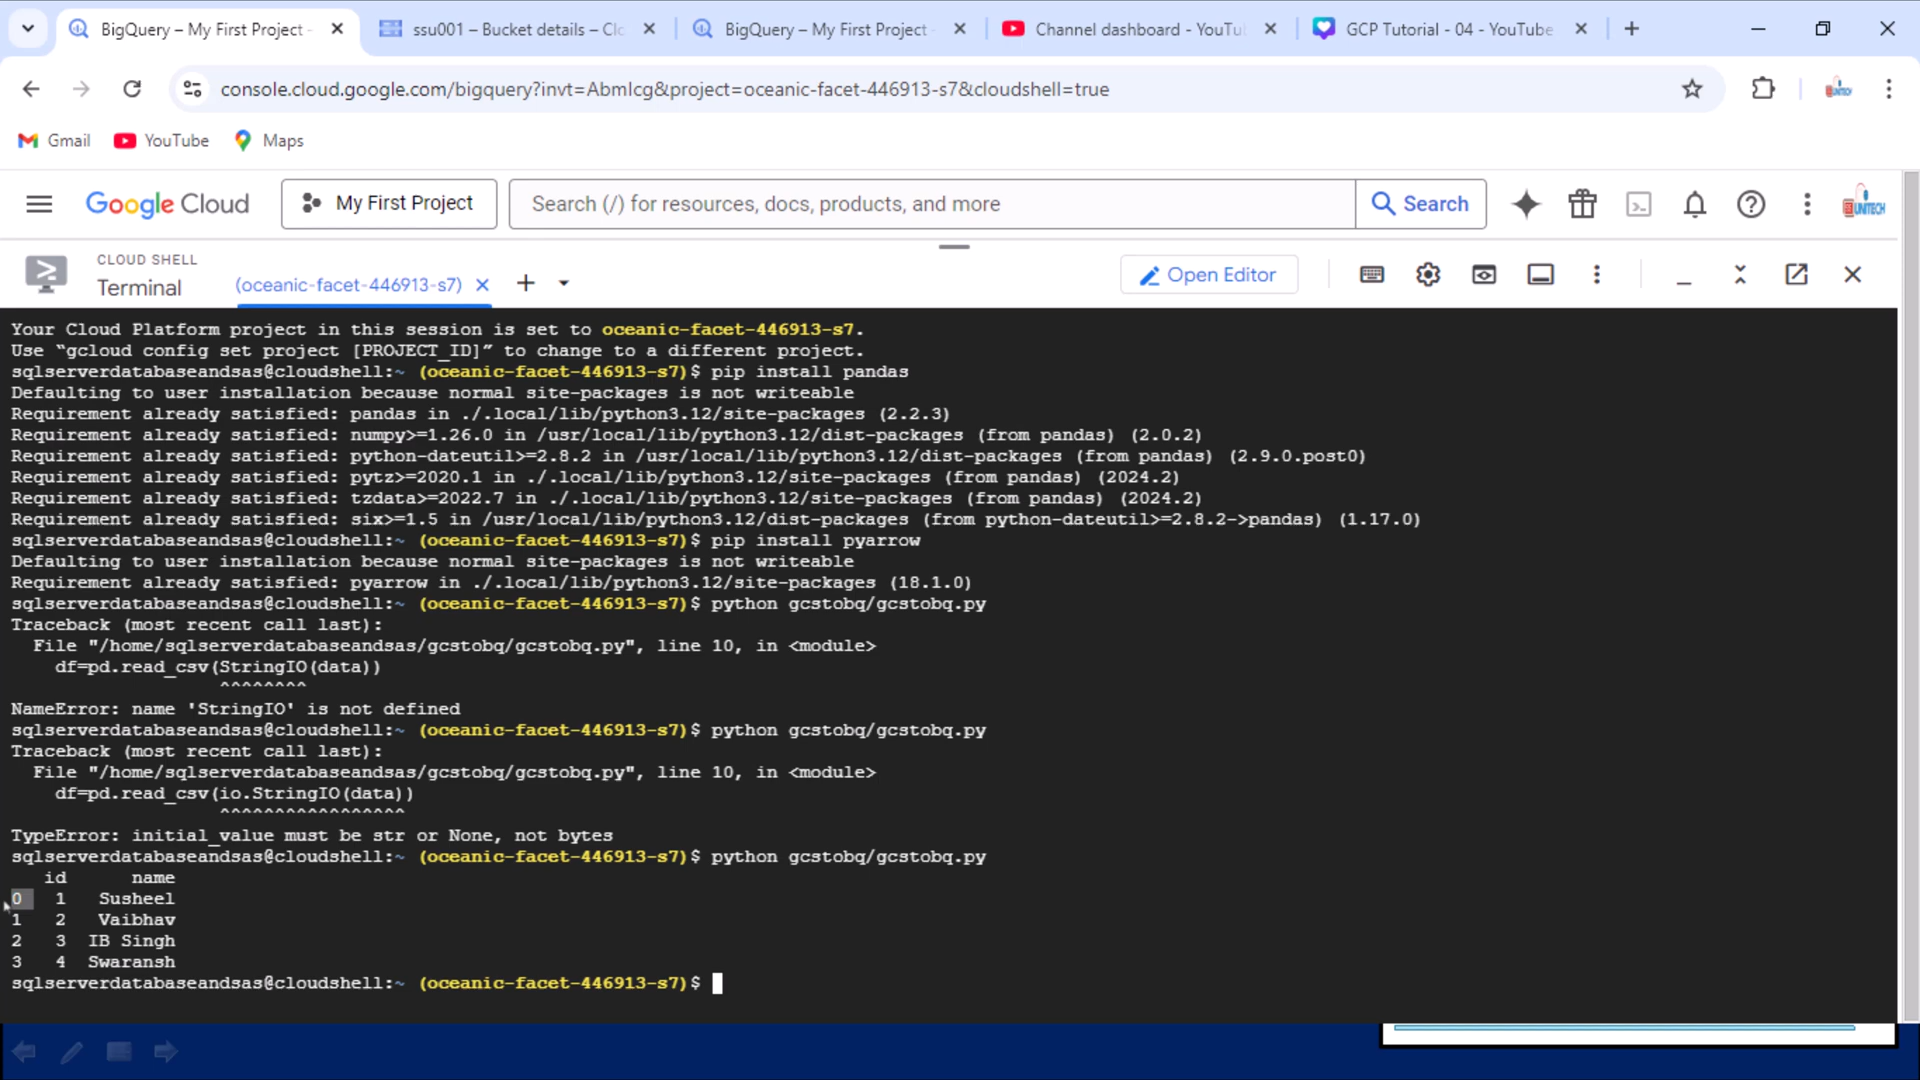 BigQuery – My First Project -
ssu001 – Bucket details – Clo
BigQuery – My First Project -
Channel dashboard - YouTu
GCP Tutorial - 04 - YouTube
console.cloud.google.com/bigquery?invt=Abmlcg&project=oceanic-facet-446913-s7&cloudshell=true
Gmail
YouTube
Maps
Google Cloud
My First Project
Search (/) for resources, docs, products, and more
Search
UNITECH
CLOUD SHELL
Terminal
(oceanic-facet-446913-s7)
Open Editor
Your Cloud Platform project in this session is set to oceanic-facet-446913-s7.
Use “gcloud config set project [PROJECT_ID]” to change to a different project.
sqlserverdatabaseandsas@cloudshell:~ (oceanic-facet-446913-s7)$ pip install pandas
Defaulting to user installation because normal site-packages is not writeable
Requirement already satisfied: pandas in ./.local/lib/python3.12/site-packages (2.2.3)
Requirement already satisfied: numpy>=1.26.0 in /usr/local/lib/python3.12/dist-packages (from pandas) (2.0.2)
Requirement already satisfied: python-dateutil>=2.8.2 in /usr/local/lib/python3.12/dist-packages (from pandas) (2.9.0.post0)
Requirement already satisfied: pytz>=2020.1 in ./.local/lib/python3.12/site-packages (from pandas) (2024.2)
Requirement already satisfied: tzdata>=2022.7 in ./.local/lib/python3.12/site-packages (from pandas) (2024.2)
Requirement already satisfied: six>=1.5 in /usr/local/lib/python3.12/dist-packages (from python-dateutil>=2.8.2->pandas) (1.17.0)
sqlserverdatabaseandsas@cloudshell:~ (oceanic-facet-446913-s7)$ pip install pyarrow
Defaulting to user installation because normal site-packages is not writeable
Requirement already satisfied: pyarrow in ./.local/lib/python3.12/site-packages (18.1.0)
sqlserverdatabaseandsas@cloudshell:~ (oceanic-facet-446913-s7)$ python gcstobq/gcstobq.py
Traceback (most recent call last):
File "/home/sqlserverdatabaseandsas/gcstobq/gcstobq.py", line 10, in <module>
df=pd.read_csv(StringIO(data))
^^^^^^^^
NameError: name 'StringIO' is not defined
sqlserverdatabaseandsas@cloudshell:~ (oceanic-facet-446913-s7)$ python gcstobq/gcstobq.py
Traceback (most recent call last):
File "/home/sqlserverdatabaseandsas/gcstobq/gcstobq.py", line 10, in <module>
df=pd.read_csv(io.StringIO(data))
^^^^^^^^^^^^^^^^^
TypeError: initial_value must be str or None, not bytes
sqlserverdatabaseandsas@cloudshell:~ (oceanic-facet-446913-s7)$ python gcstobq/gcstobq.py
id name
0 1 Susheel
1 2 Vaibhav
2 3 IB Singh
3 4 Swaransh
sqlserverdatabaseandsas@cloudshell:~ (oceanic-facet-446913-s7)$